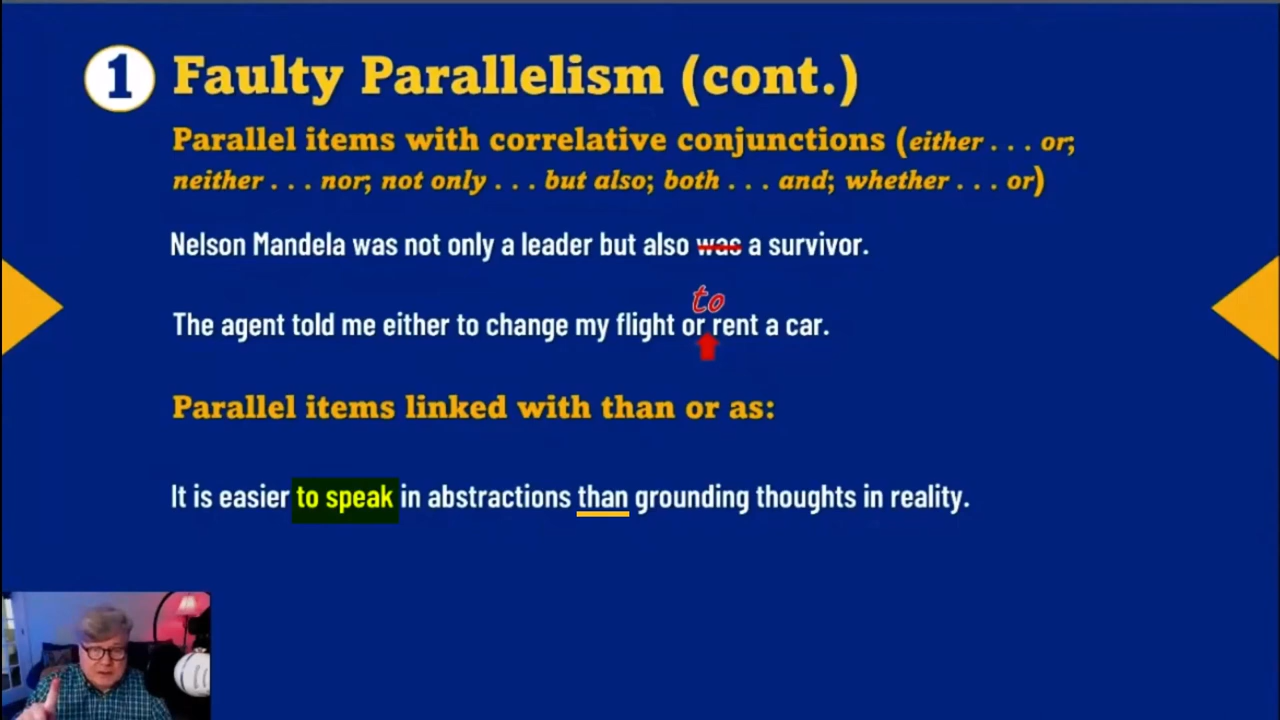 1 Faulty Parallelism (cont.)
Parallel items with correlative conjunctions (either . . . or;
neither . . . nor; not only . . . but also; both . . . and; whether . . . or)
Nelson Mandela was not only a leader but also was a survivor.
to
The agent told me either to change my flight or rent a car.
Parallel items linked with than or as:
It is easier to speak in abstractions than grounding thoughts in reality.